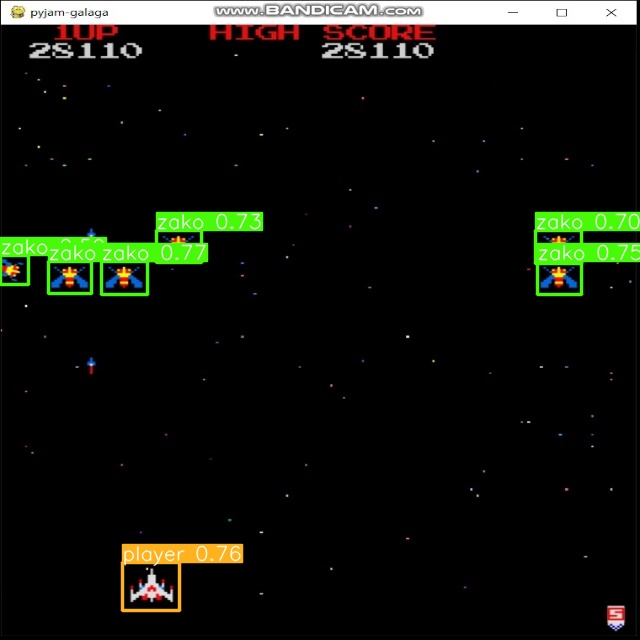 pyjam-galaga
www.BANDICAM.com
1UP HIGH SCORE
28110 28110
zako 0.73
zako 0.70
zako
zako
zako 0.77
zako 0.75
player 0.76
5